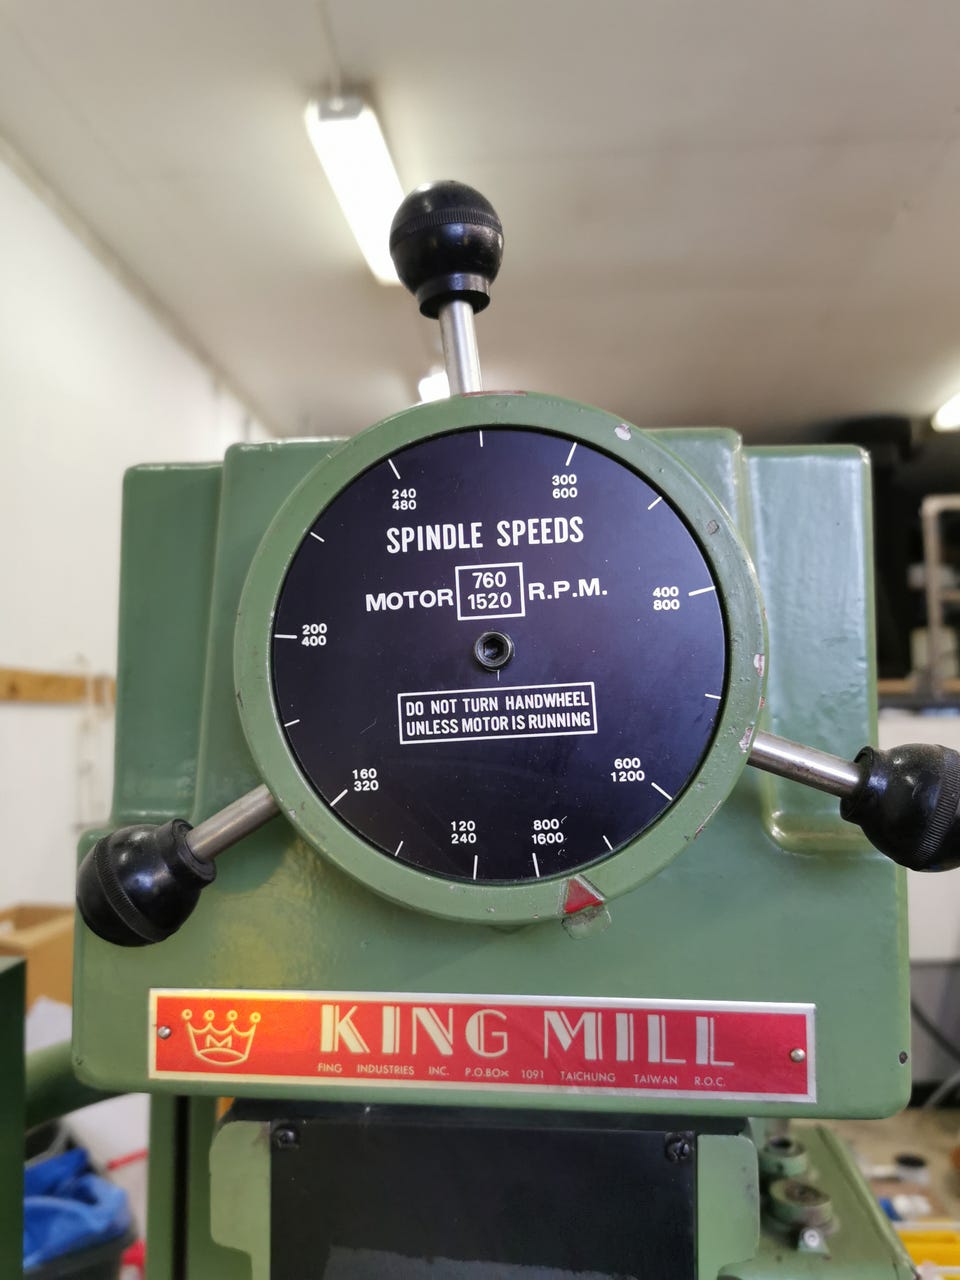 240
480
300
600
SPINDLE SPEEDS
MOTOR 760 1520 R.P.M.
400
800
200
400
DO NOT TURN HANDWHEEL
UNLESS MOTOR IS RUNNING
160
320
600
1200
120
240
800
1600
M
KING MILL
FING INDUSTRIES INC. P.O.BOX 1091 TAICHUNG TAIWAN R.O.C.